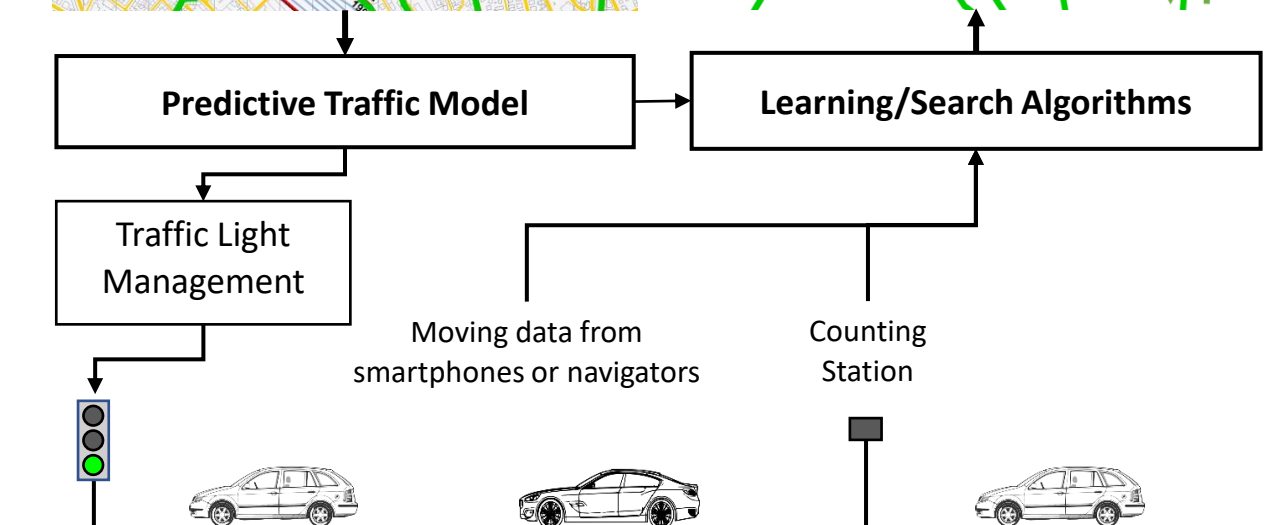 Predictive Traffic Model
Learning/Search Algorithms
Traffic Light
Management
Moving data from
smartphones or navigators
Counting
Station